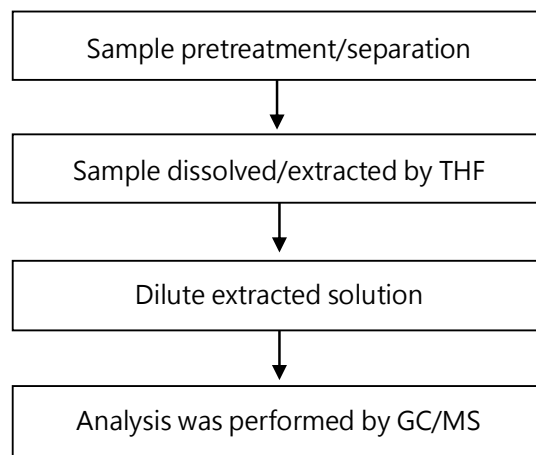 Sample pretreatment/separation
Sample dissolved/extracted by THF
Dilute extracted solution
Analysis was performed by GC/MS